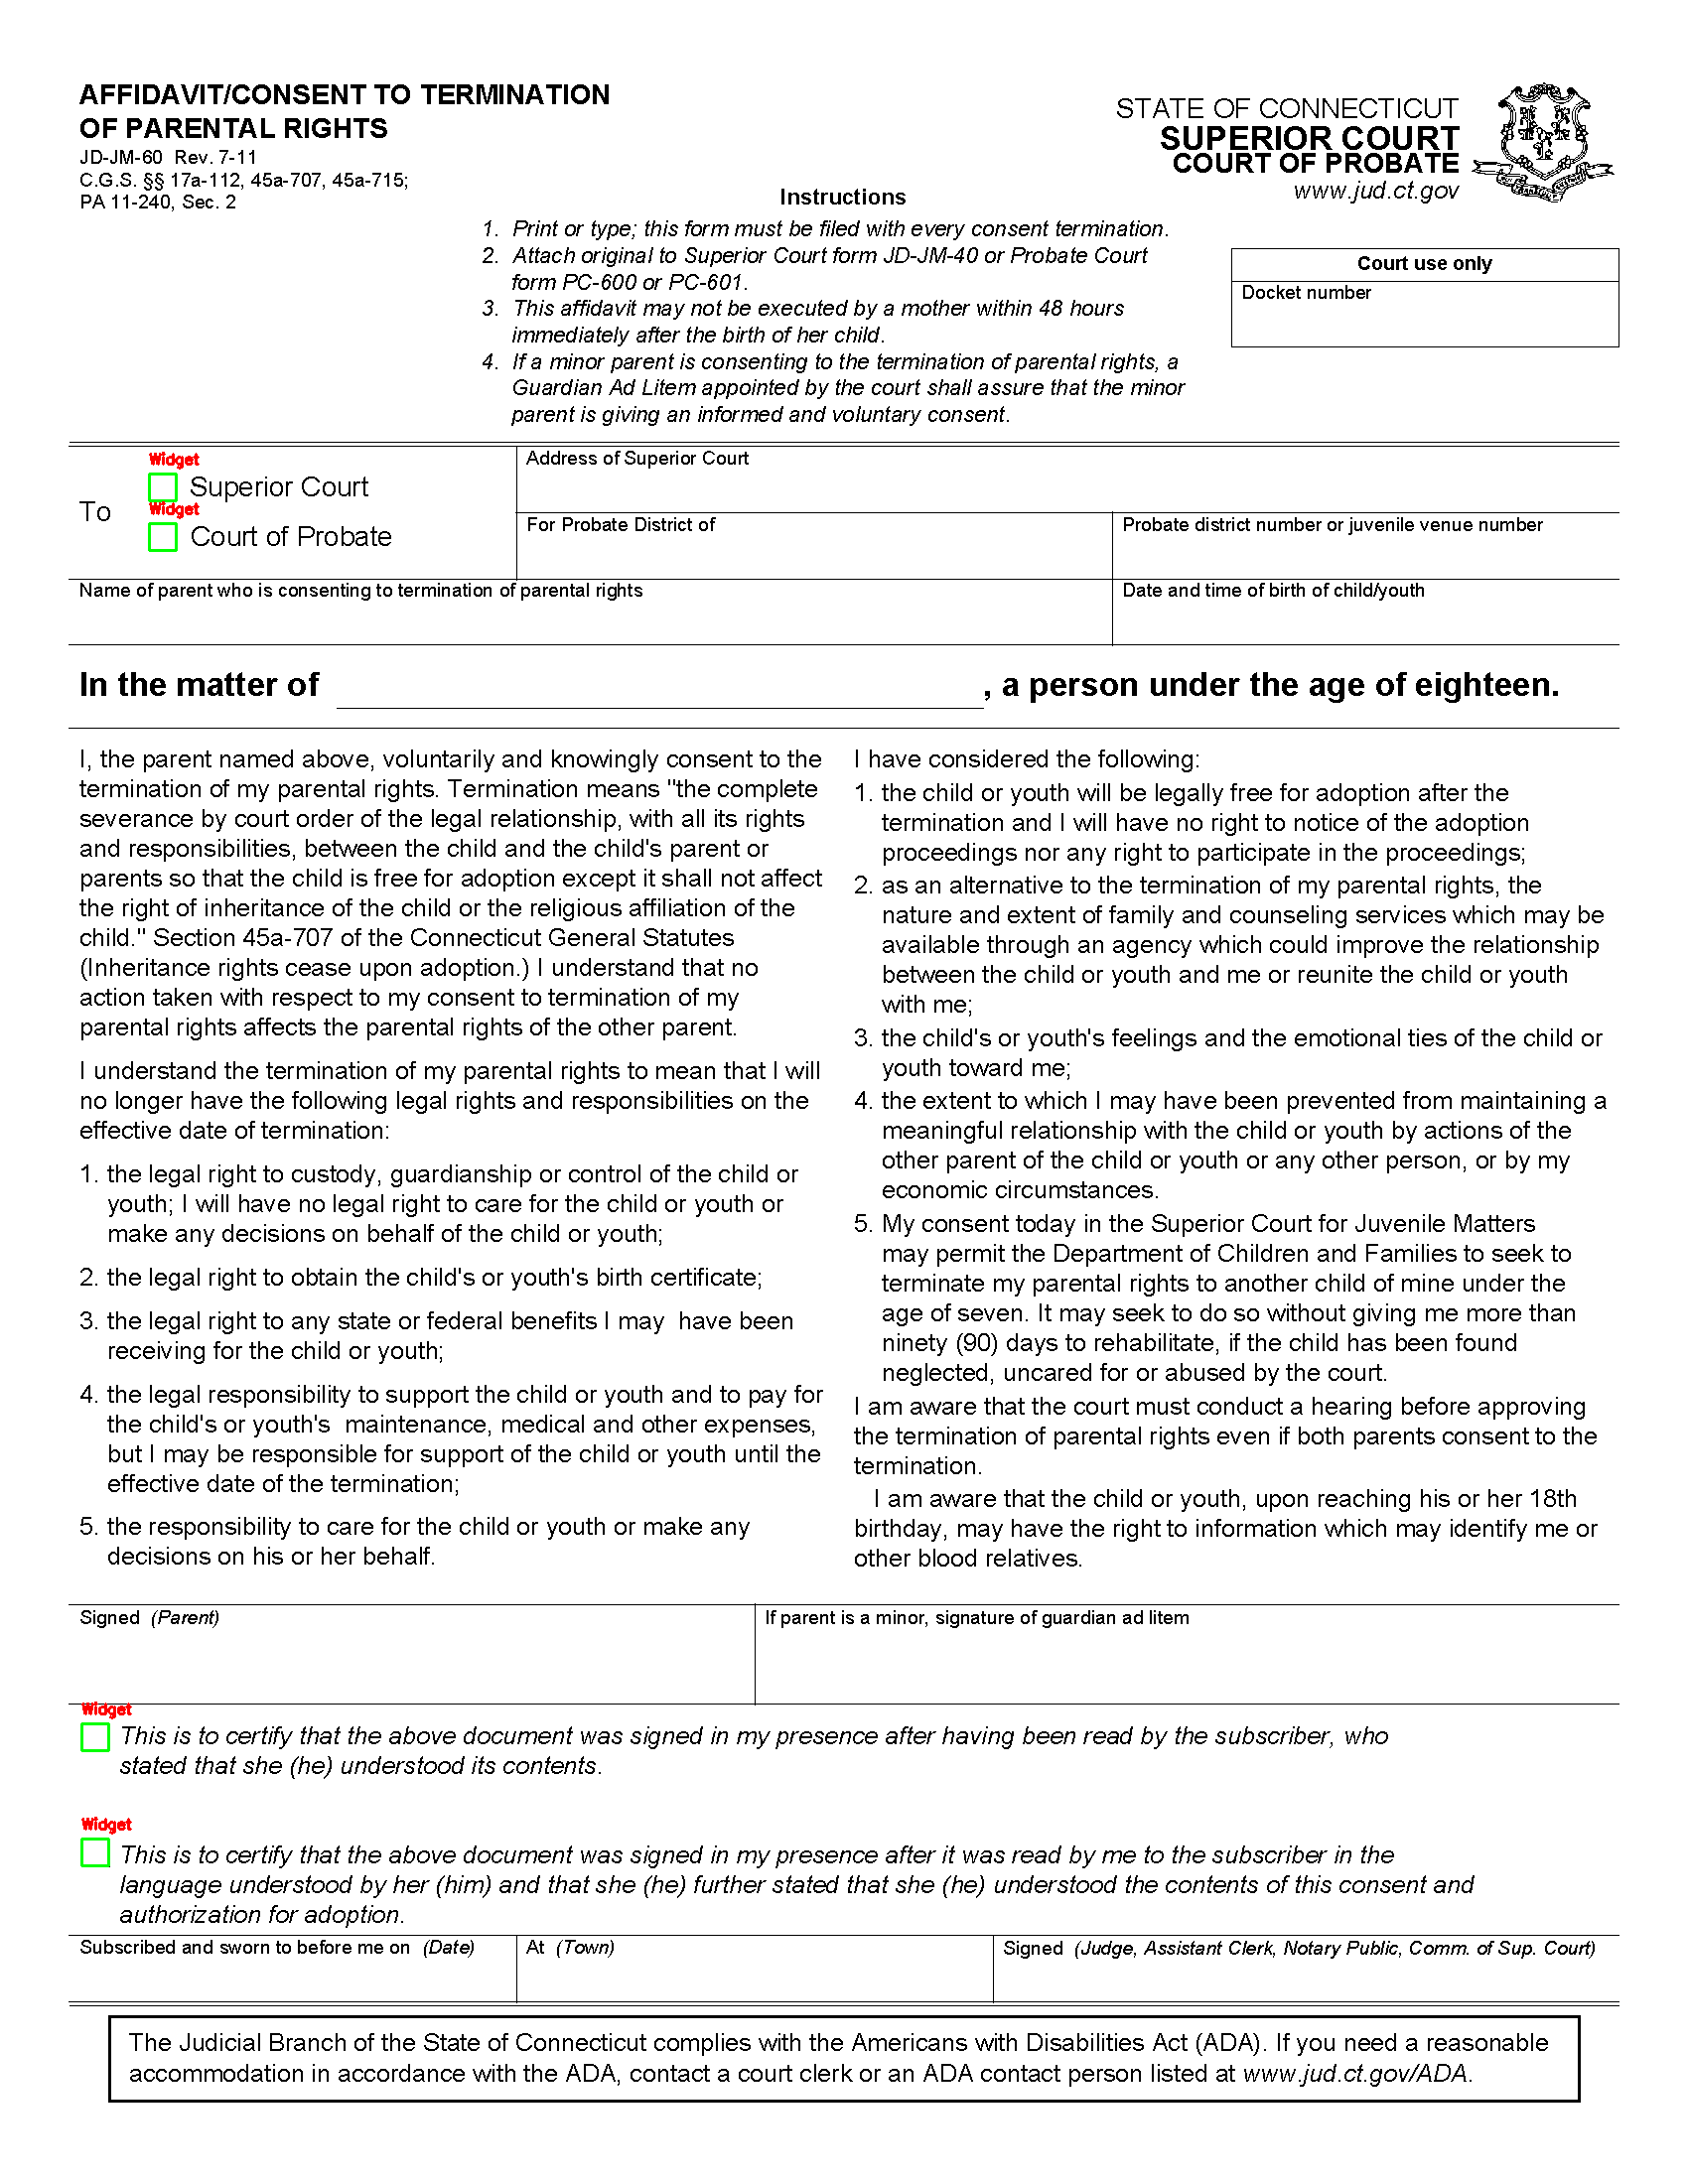 AFFIDAVIT/CONSENT TO TERMINATION
OF PARENTAL RIGHTS
JD-JM-60 Rev. 7-11
C.G.S. §§ 17a-112, 45a-707, 45a-715;
PA 11-240, Sec. 2
STATE OF CONNECTICUT
SUPERIOR COURT
COURT OF PROBATE
www.jud.ct.gov
Instructions
1. Print or type; this form must be filed with every consent termination.
2. Attach original to Superior Court form JD-JM-40 or Probate Court
form PC-600 or PC-601.
3. This affidavit may not be executed by a mother within 48 hours
immediately after the birth of her child.
4. If a minor parent is consenting to the termination of parental rights, a
Guardian Ad Litem appointed by the court shall assure that the minor
parent is giving an informed and voluntary consent.
Court use only
Docket number
To
Widget
Superior Court
Widget
Court of Probate
Address of Superior Court
For Probate District of
Probate district number or juvenile venue number
Name of parent who is consenting to termination of parental rights
Date and time of birth of child/youth
In the matter of , a person under the age of eighteen.
I, the parent named above, voluntarily and knowingly consent to the
termination of my parental rights. Termination means "the complete
severance by court order of the legal relationship, with all its rights
and responsibilities, between the child and the child's parent or
parents so that the child is free for adoption except it shall not affect
the right of inheritance of the child or the religious affiliation of the
child." Section 45a-707 of the Connecticut General Statutes
(Inheritance rights cease upon adoption.) I understand that no
action taken with respect to my consent to termination of my
parental rights affects the parental rights of the other parent.
I understand the termination of my parental rights to mean that I will
no longer have the following legal rights and responsibilities on the
effective date of termination:
1. the legal right to custody, guardianship or control of the child or
youth; I will have no legal right to care for the child or youth or
make any decisions on behalf of the child or youth;
2. the legal right to obtain the child's or youth's birth certificate;
3. the legal right to any state or federal benefits I may have been
receiving for the child or youth;
4. the legal responsibility to support the child or youth and to pay for
the child's or youth's maintenance, medical and other expenses,
but I may be responsible for support of the child or youth until the
effective date of the termination;
5. the responsibility to care for the child or youth or make any
decisions on his or her behalf.
I have considered the following:
1. the child or youth will be legally free for adoption after the
termination and I will have no right to notice of the adoption
proceedings nor any right to participate in the proceedings;
2. as an alternative to the termination of my parental rights, the
nature and extent of family and counseling services which may be
available through an agency which could improve the relationship
between the child or youth and me or reunite the child or youth
with me;
3. the child's or youth's feelings and the emotional ties of the child or
youth toward me;
4. the extent to which I may have been prevented from maintaining a
meaningful relationship with the child or youth by actions of the
other parent of the child or youth or any other person, or by my
economic circumstances.
5. My consent today in the Superior Court for Juvenile Matters
may permit the Department of Children and Families to seek to
terminate my parental rights to another child of mine under the
age of seven. It may seek to do so without giving me more than
ninety (90) days to rehabilitate, if the child has been found
neglected, uncared for or abused by the court.
I am aware that the court must conduct a hearing before approving
the termination of parental rights even if both parents consent to the
termination.
I am aware that the child or youth, upon reaching his or her 18th
birthday, may have the right to information which may identify me or
other blood relatives.
Signed (Parent)
If parent is a minor, signature of guardian ad litem
Widget
This is to certify that the above document was signed in my presence after having been read by the subscriber, who
stated that she (he) understood its contents.
Widget
This is to certify that the above document was signed in my presence after it was read by me to the subscriber in the
language understood by her (him) and that she (he) further stated that she (he) understood the contents of this consent and
authorization for adoption.
Subscribed and sworn to before me on (Date)
At (Town)
Signed (Judge, Assistant Clerk, Notary Public, Comm. of Sup. Court)
The Judicial Branch of the State of Connecticut complies with the Americans with Disabilities Act (ADA). If you need a reasonable
accommodation in accordance with the ADA, contact a court clerk or an ADA contact person listed at www.jud.ct.gov/ADA.